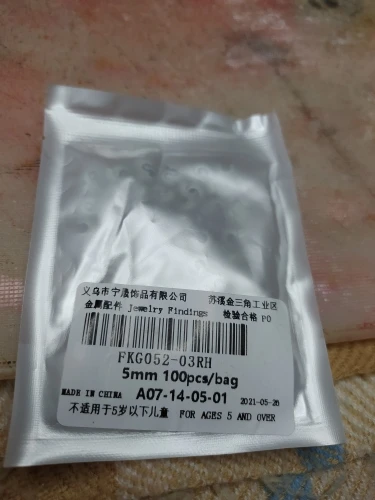 义乌市宁晟饰品有限公司 苏溪金三角工业区
金属配件 Jewelry Findings 检验合格 PO
FKG052-03RH
5mm 100pcs/bag
MADE IN CHINA A07-14-05-01 2021-05-26
不适用于5岁以下儿童 FOR AGES 5 AND OVER